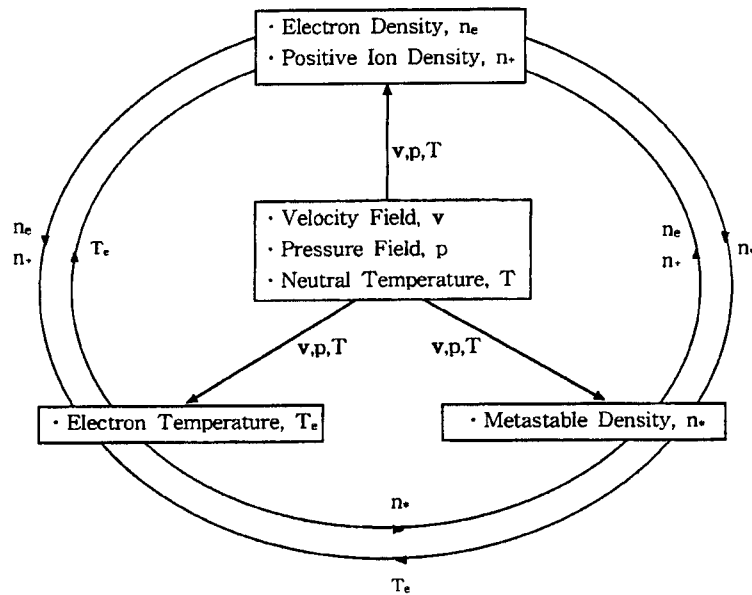 · Electron Density, nₑ
· Positive Ion Density, n₊
v,p,T
· Velocity Field, v
· Pressure Field, p
· Neutral Temperature, T
nₑ
n₊
Tₑ
nₑ
n₊
v,p,T
v,p,T
· Electron Temperature, Tₑ
· Metastable Density, n*
n*
Tₑ